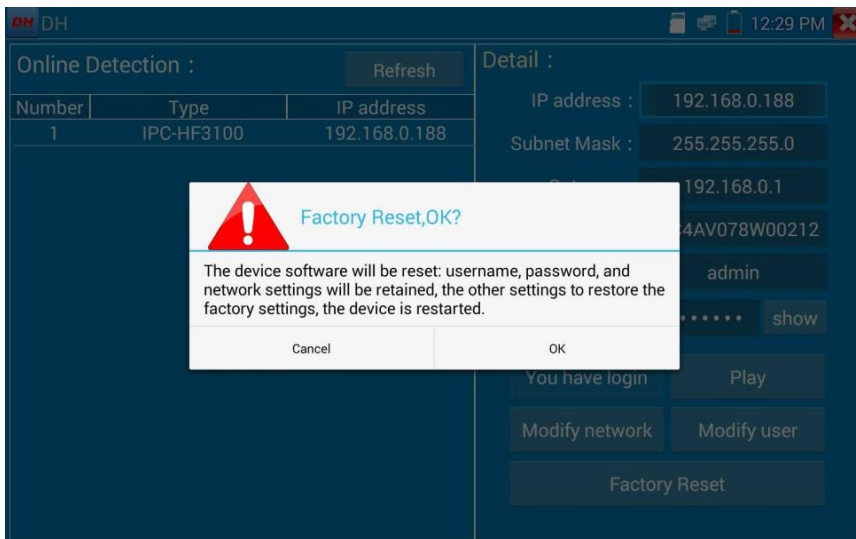 DH DH
12:29 PM
Online Detection :
Refresh
Number Type IP address
1 IPC-HF3100 192.168.0.188
Detail :
IP address : 192.168.0.188
Subnet Mask : 255.255.255.0
192.168.0.1
4AV078W00212
admin
show
You have login
Play
Modify network
Modify user
Factory Reset
Factory Reset,OK?
The device software will be reset: username, password, and
network settings will be retained, the other settings to restore the
factory settings, the device is restarted.
Cancel
OK